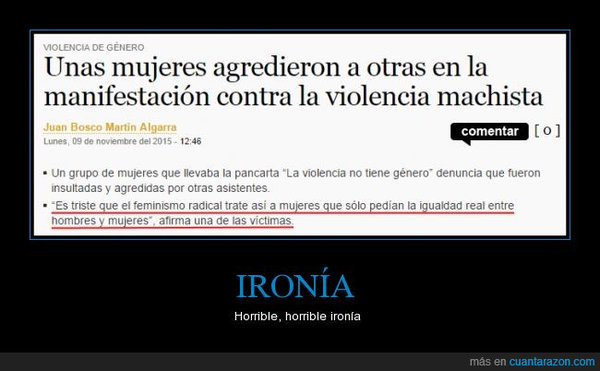 VIOLENCIA DE GÉNERO
Unas mujeres agredieron a otras en la
manifestación contra la violencia machista
Juan Bosco Martín Algarra
Lunes, 09 de noviembre del 2015 - 12:46
comentar [ 0 ]
Un grupo de mujeres que llevaba la pancarta “La violencia no tiene género” denuncia que fueron
insultadas y agredidas por otras asistentes.
“Es triste que el feminismo radical trate así a mujeres que sólo pedían la igualdad real entre
hombres y mujeres”, afirma una de las víctimas.
IRONÍA
Horrible, horrible ironía
más en cuantarazon.com